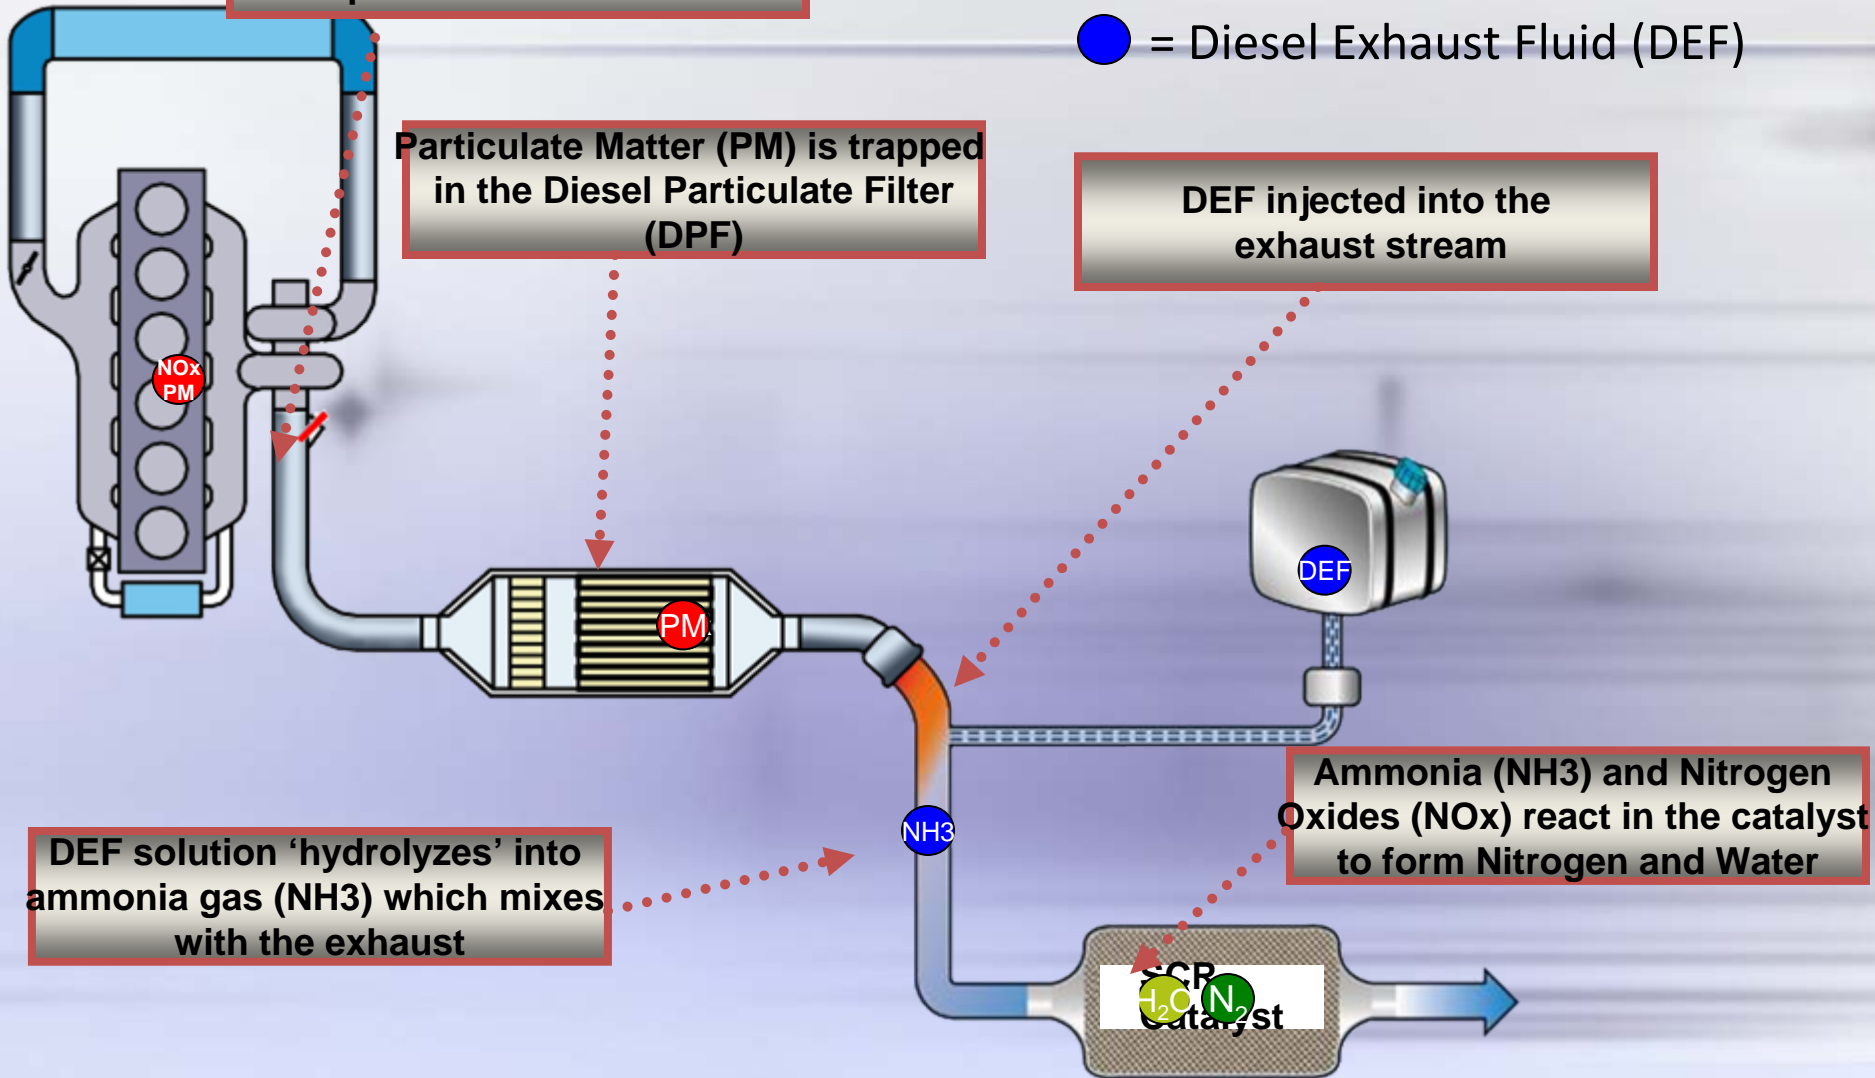 = Diesel Exhaust Fluid (DEF)
Particulate Matter (PM) is trapped
in the Diesel Particulate Filter
(DPF)
DEF injected into the
exhaust stream
NOx
PM
DEF
PM
Ammonia (NH3) and Nitrogen
Oxides (NOx) react in the catalyst
to form Nitrogen and Water
NH3
DEF solution ‘hydrolyzes’ into
ammonia gas (NH3) which mixes
with the exhaust
SCR
H₂O N₂
Catalyst